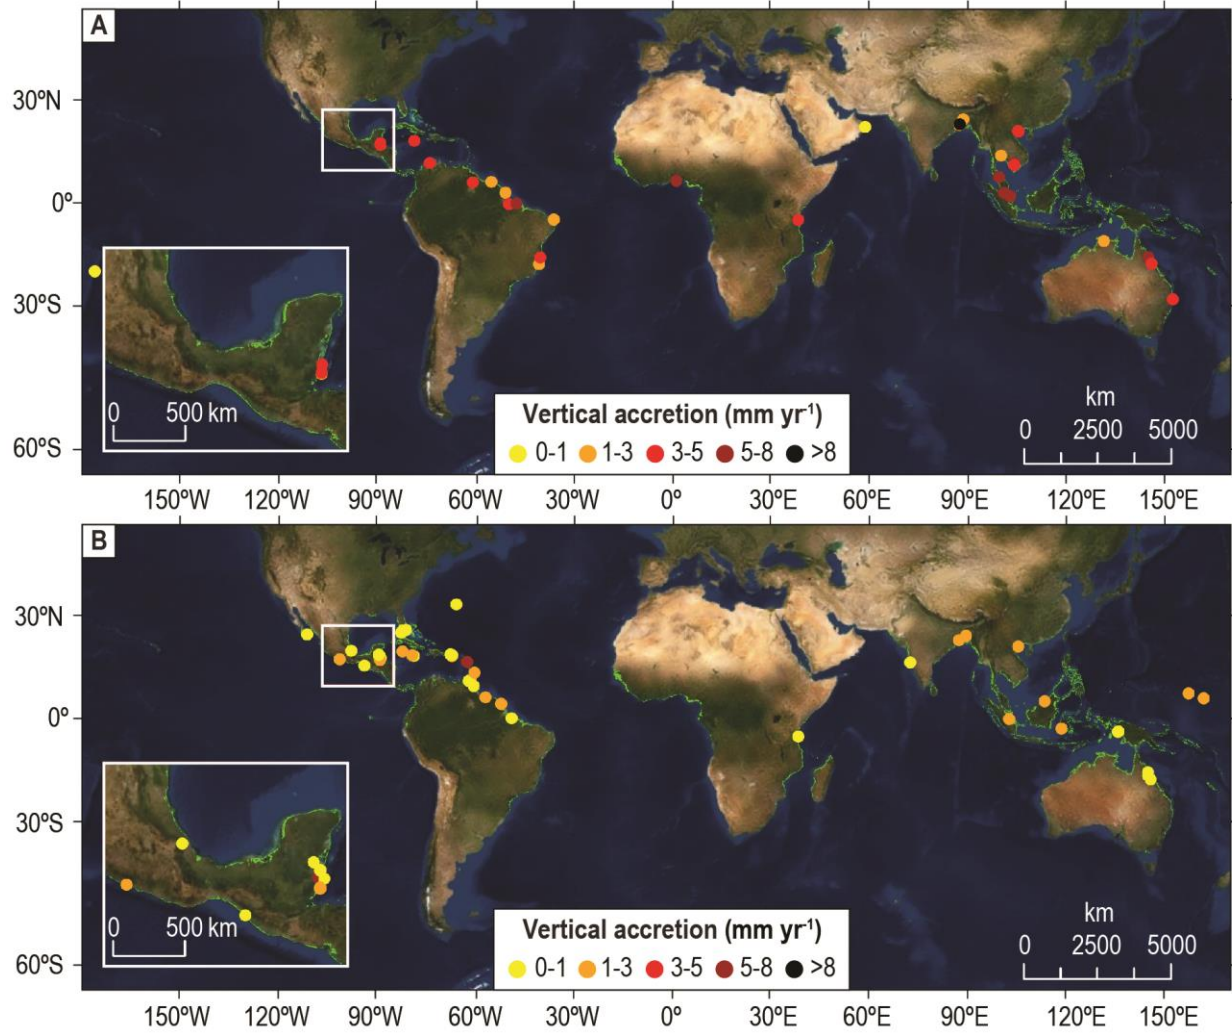 A
30ºN
0º
30ºS
60ºS
0 500 km
Vertical accretion (mm yr⁻¹)
0-1 1-3 3-5 5-8 >8
km
0 2500 5000
150ºW 120ºW 90ºW 60ºW 30ºW 0º 30ºE 60ºE 90ºE 120ºE 150ºE
B
30ºN
0º
30ºS
60ºS
0 500 km
Vertical accretion (mm yr⁻¹)
0-1 1-3 3-5 5-8 >8
km
0 2500 5000
150ºW 120ºW 90ºW 60ºW 30ºW 0º 30ºE 60ºE 90ºE 120ºE 150ºE